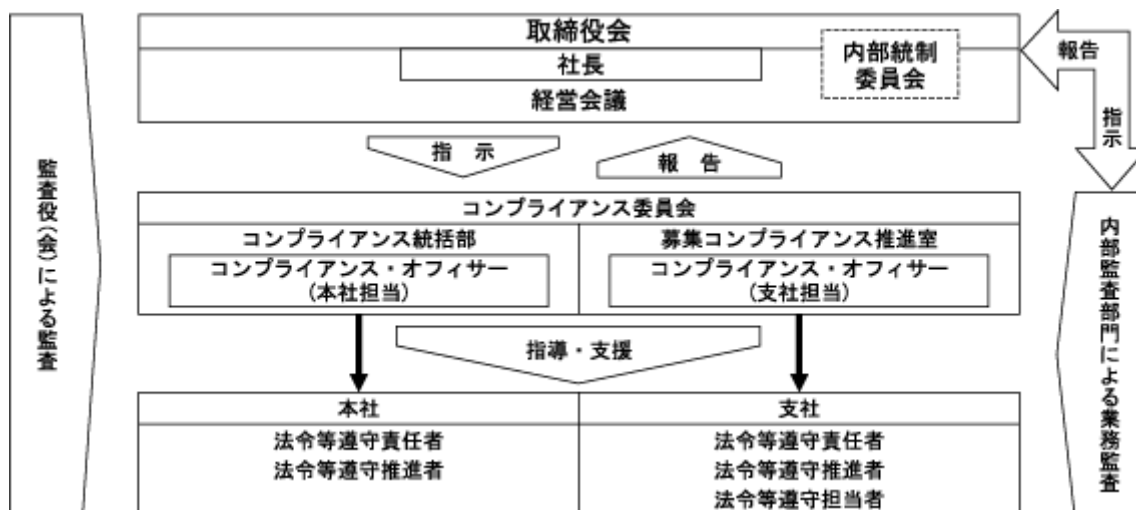 取締役会
社長
経営会議
内部統制
委員会
報告
指示
指　示
報　告
監査役(会)による監査
コンプライアンス委員会
コンプライアンス統括部
コンプライアンス・オフィサー
(本社担当)
募集コンプライアンス推進室
コンプライアンス・オフィサー
(支社担当)
内部監査部門による業務監査
指導・支援
本社
法令等遵守責任者
法令等遵守推進者
支社
法令等遵守責任者
法令等遵守推進者
法令等遵守担当者